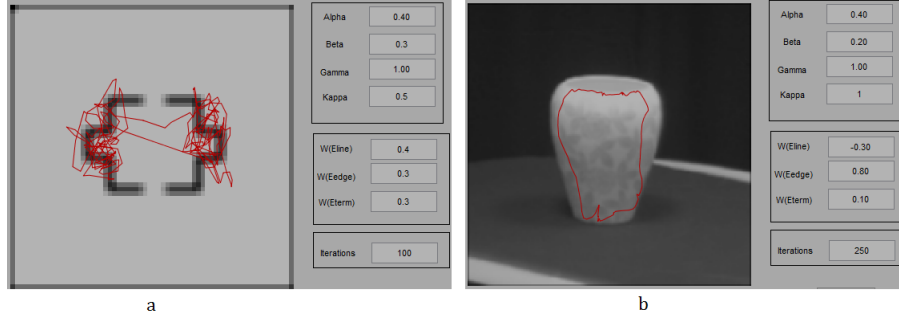 Alpha 0.40
Beta 0.3
Gamma 1.00
Kappa 0.5
W(Eline) 0.4
W(Eedge) 0.3
W(Eterm) 0.3
Iterations 100
a
Alpha 0.40
Beta 0.20
Gamma 1.00
Kappa 1
W(Eline) -0.30
W(Eedge) 0.80
W(Eterm) 0.10
Iterations 250
b